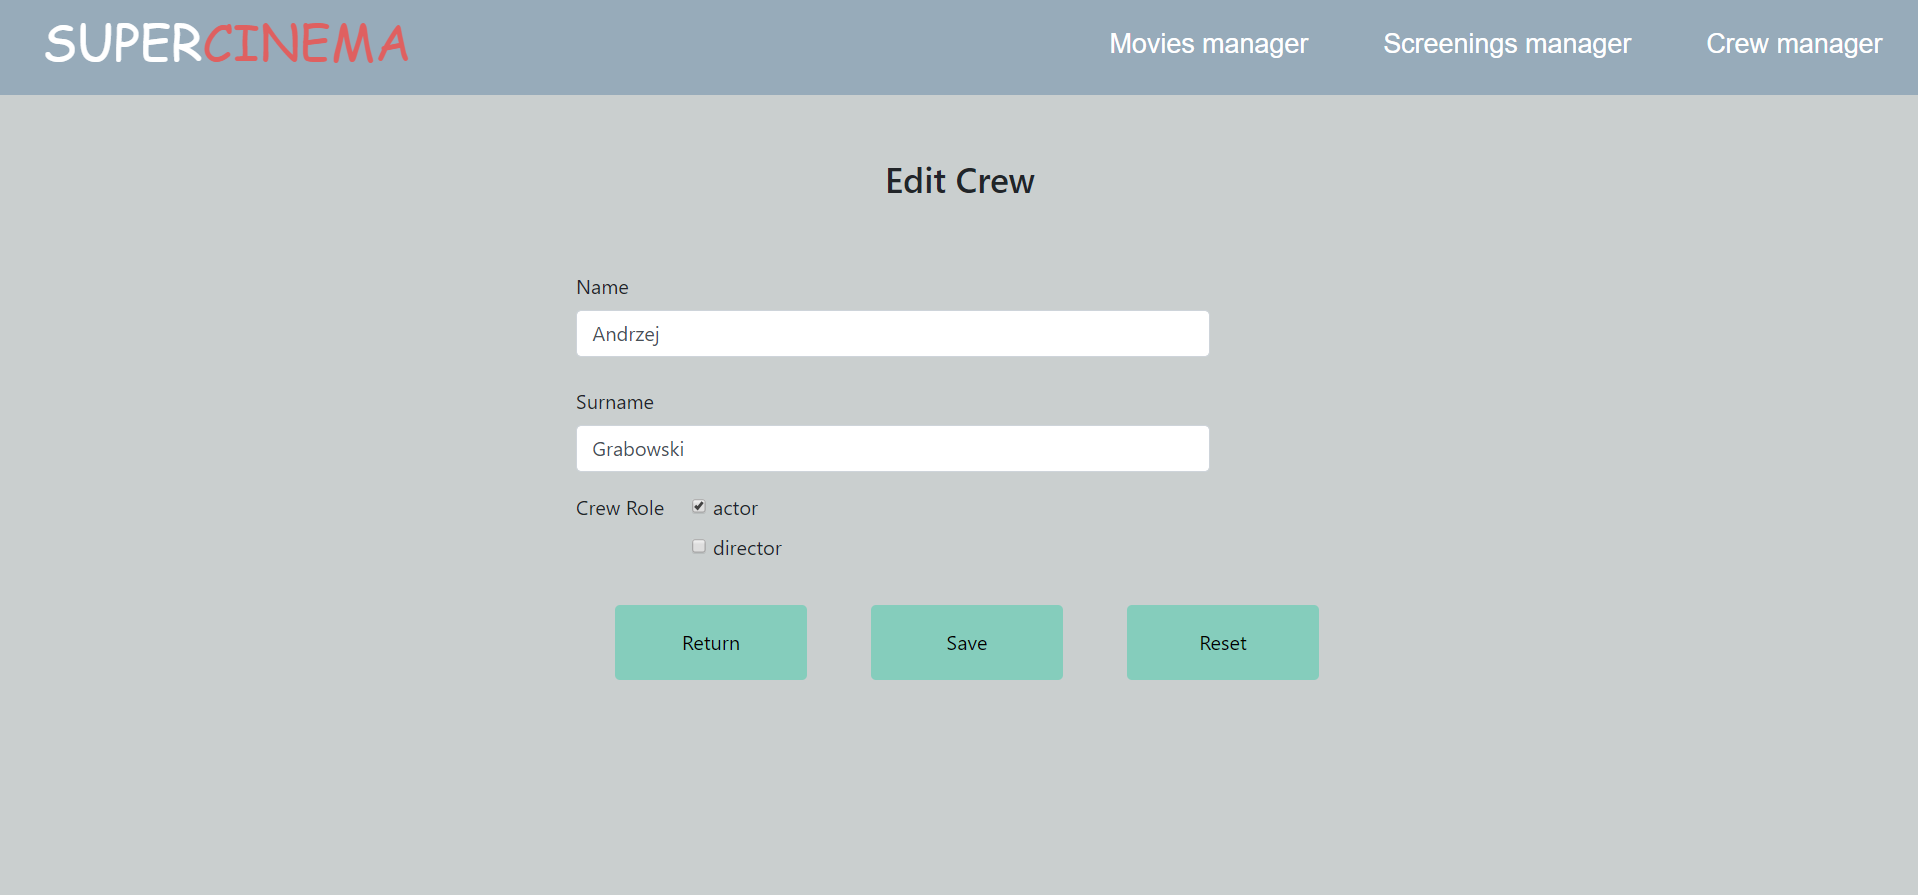 SUPERCINEMA Movies manager Screenings manager Crew manager
Edit Crew
Name
Andrzej
Surname
Grabowski
Crew Role actor
director
Return Save Reset